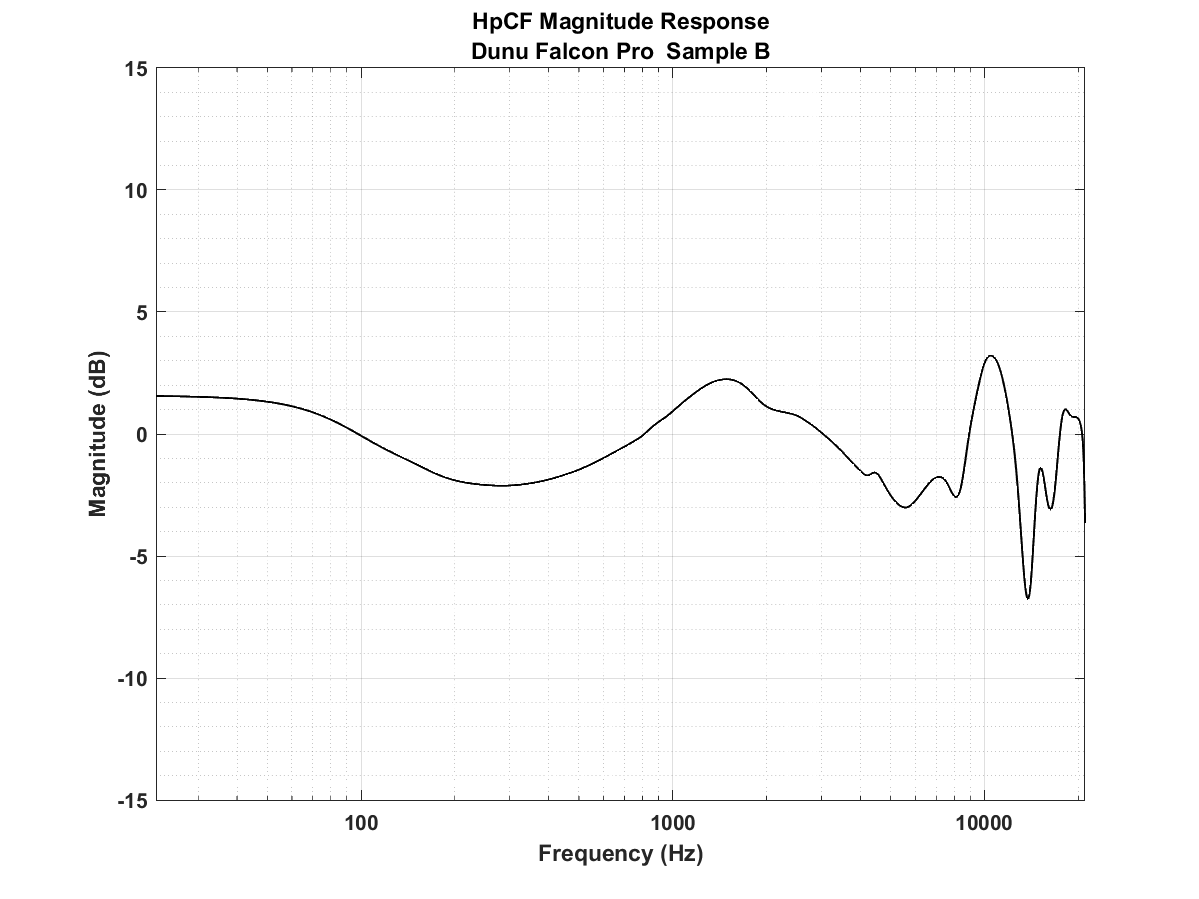 HpCF Magnitude Response
Dunu Falcon Pro  Sample B
15
10
5
0
-5
-10
-15
Magnitude (dB)
100
1000
10000
Frequency (Hz)